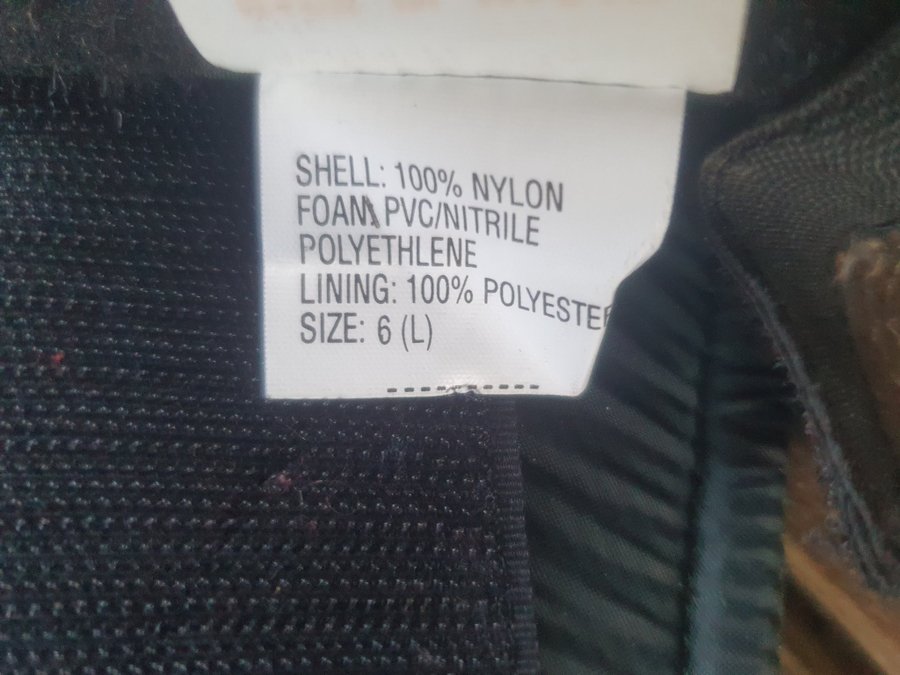 SHELL: 100% NYLON
FOAM PVC/NITRILE
POLYETHLENE
LINING: 100% POLYESTER
SIZE: 6 (L)